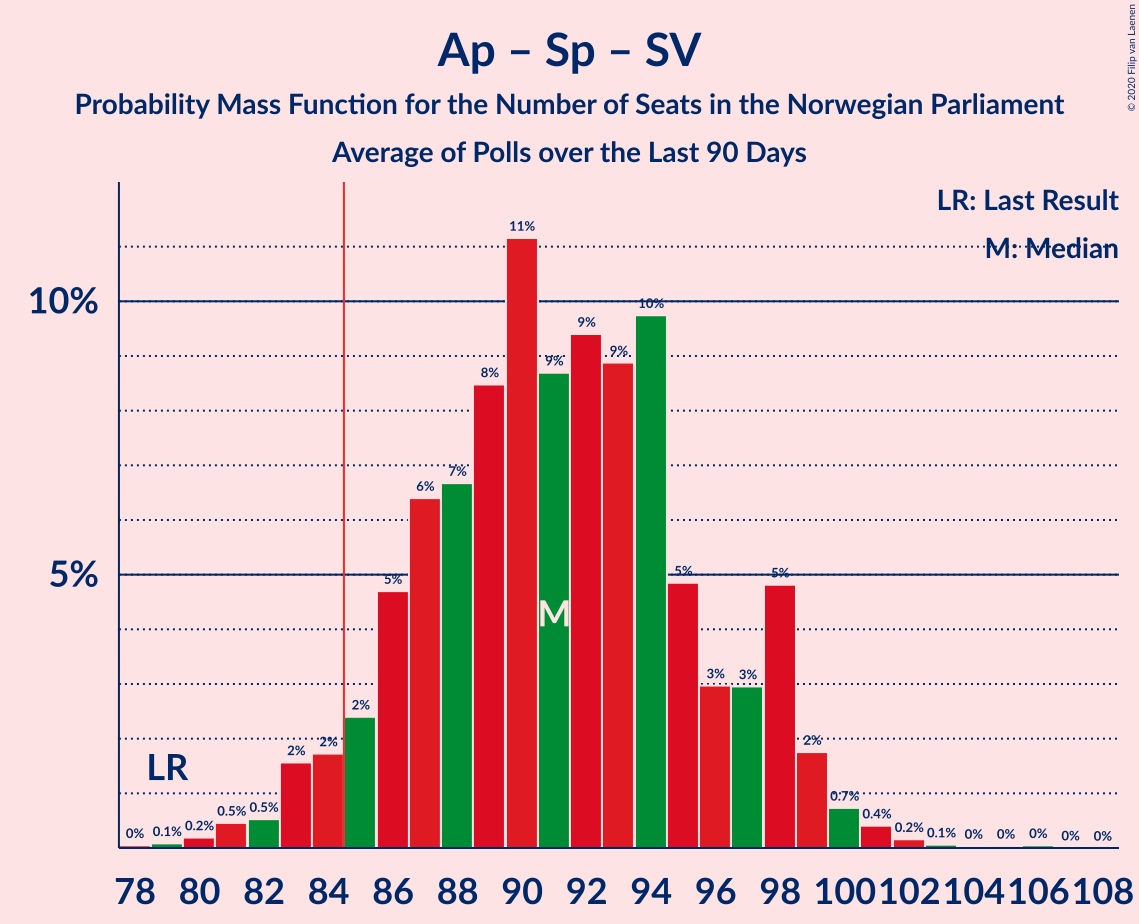 © 2020 Filip van Laenen
Ap – Sp – SV
Probability Mass Function for the Number of Seats in the Norwegian Parliament
Average of Polls over the Last 90 Days
LR: Last Result
M: Median
10%
5%
0% 0.1% 0.2% 0.5% 0.5% 2% 2% 2% 5% 6% 7% 8% 11% 9% 9% 9% 10% 5% 3% 3% 5% 2% 0.7% 0.4% 0.2% 0.1% 0% 0% 0% 0% 0%
M
LR
78 80 82 84 86 88 90 92 94 96 98 100 102 104 106 108